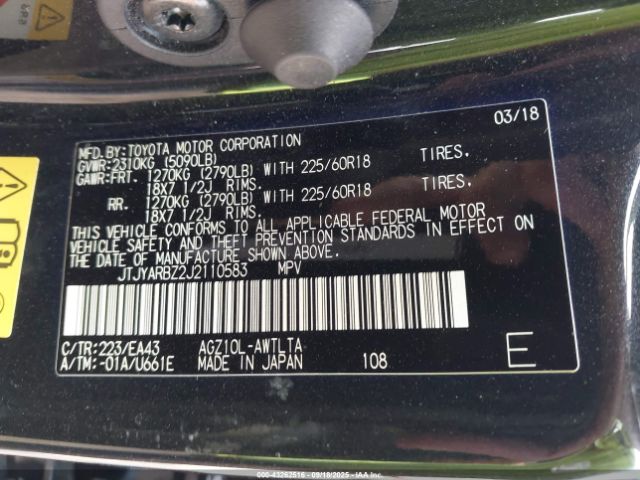 03/18
MFD.BY:TOYOTA MOTOR CORPORATION
GVWR:2310KG (5090LB)
GAWR:FRT. 1270KG (2790LB) WITH 225/60R18 TIRES.
18X7 1/2J RIMS.
RR. 1270KG (2790LB) WITH 225/60R18 TIRES.
18X7 1/2J RIMS.
THIS VEHICLE CONFORMS TO ALL APPLICABLE FEDERAL MOTOR
VEHICLE SAFETY AND THEFT PREVENTION STANDARDS IN EFFECT ON
THE DATE OF MANUFACTURE SHOWN ABOVE.
JTJYARBZ2J2110583 MPV
C/TR:223/EA43 AGZ10L-AWTLTA
A/TM:-01A/U661E MADE IN JAPAN 108 E
000-43262516 - 09/18/2025 - IAAI.COM